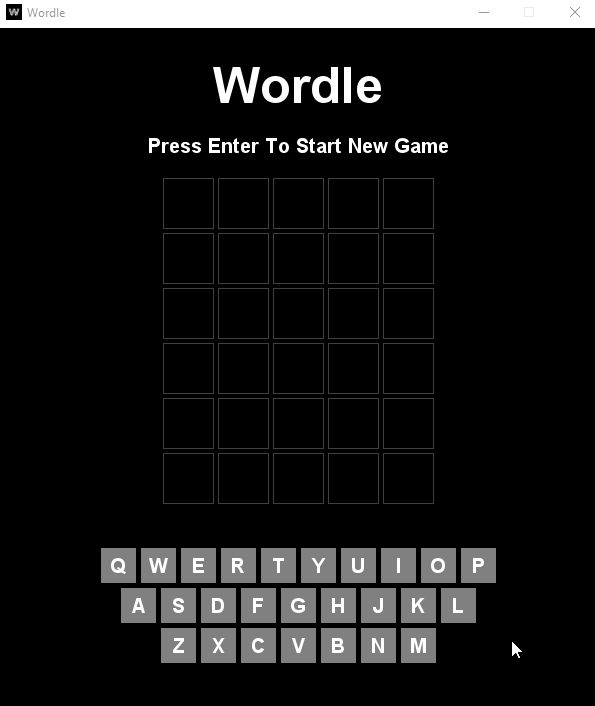 Wordle
Wordle
Press Enter To Start New Game
Q W E R T Y U I O P
A S D F G H J K L
Z X C V B N M